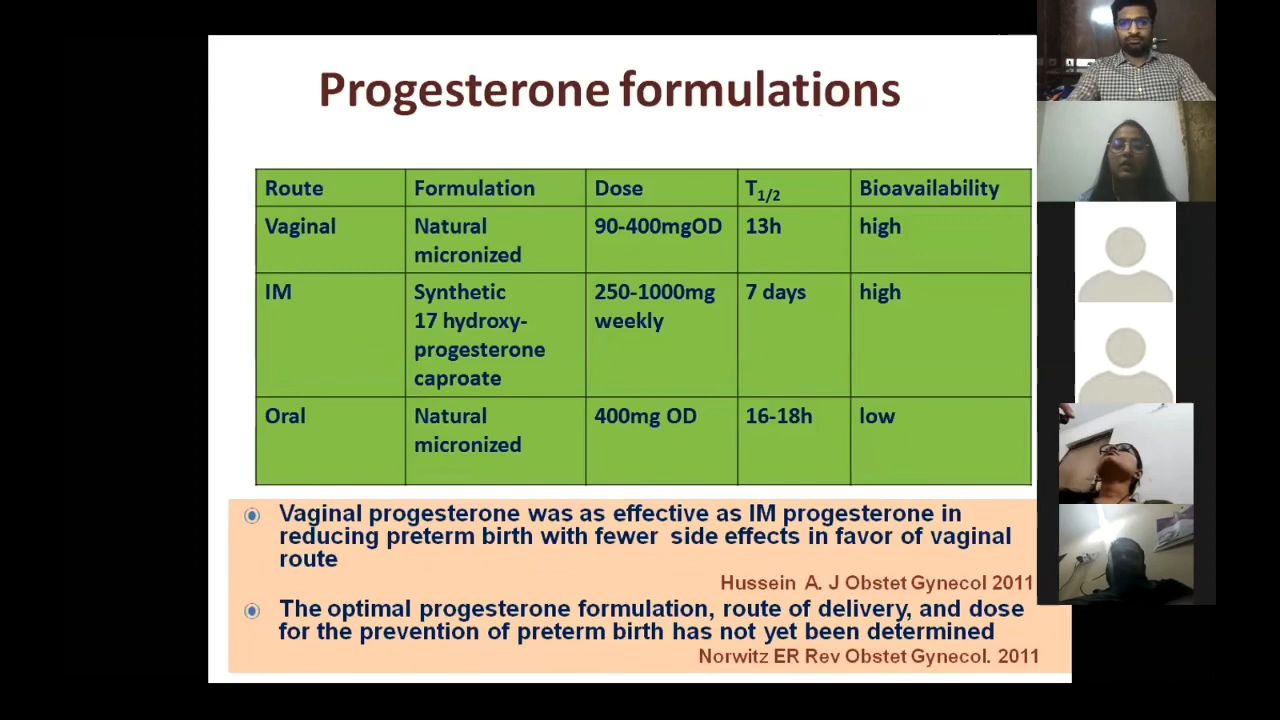 Progesterone formulations
Route Formulation Dose T1/2 Bioavailability
Vaginal Natural 90-400mgOD 13h high
micronized
IM Synthetic 250-1000mg 7 days high
17 hydroxy- weekly
progesterone
caproate
Oral Natural 400mg OD 16-18h low
micronized
Vaginal progesterone was as effective as IM progesterone in
reducing preterm birth with fewer side effects in favor of vaginal
route
Hussein A. J Obstet Gynecol 2011
The optimal progesterone formulation, route of delivery, and dose
for the prevention of preterm birth has not yet been determined
Norwitz ER Rev Obstet Gynecol. 2011